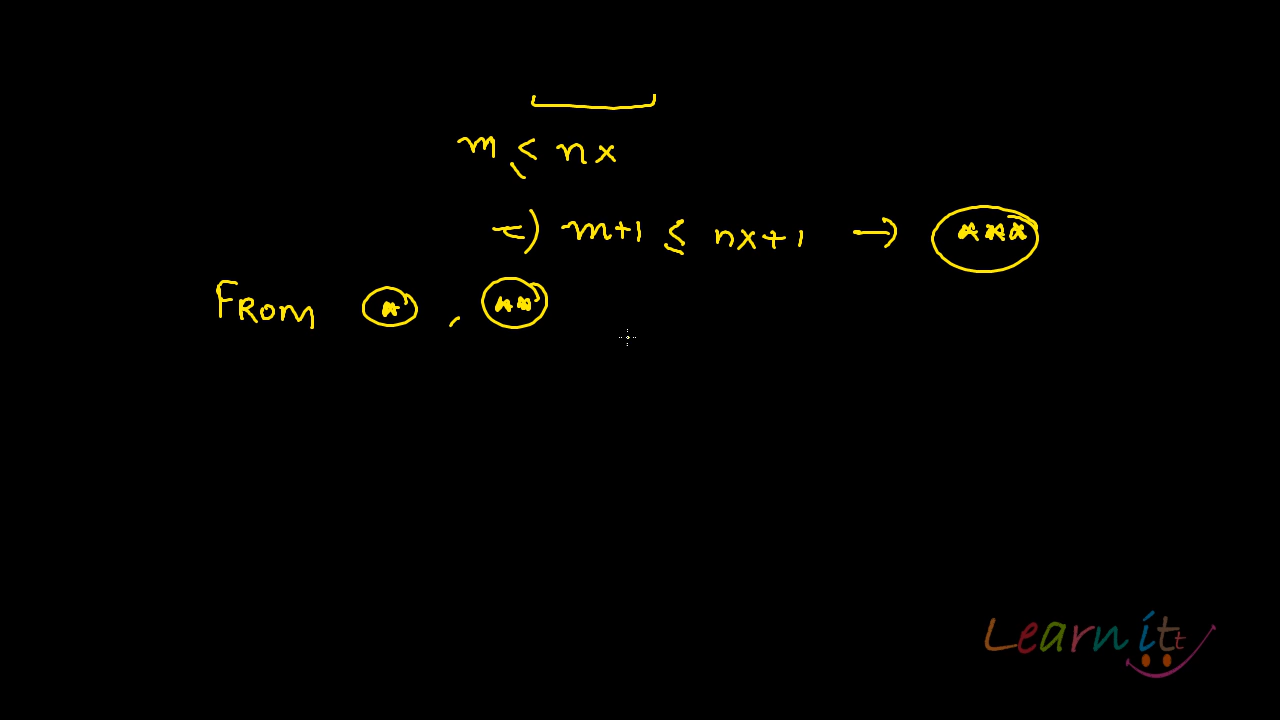 m ≤ nx
⇒ m+1 ≤ nx+1 → ***
FROM * , **
Learnitt